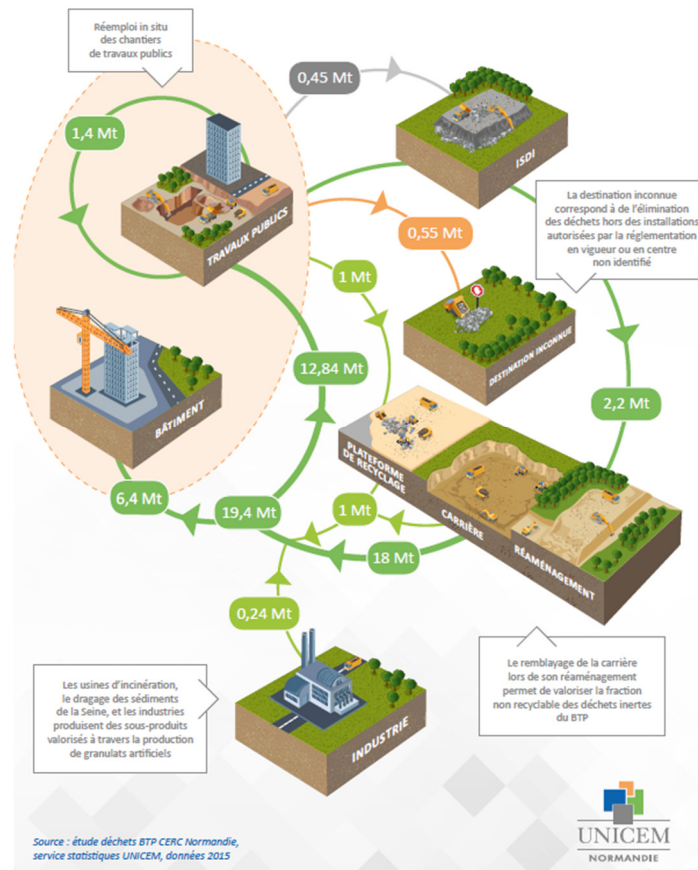 Réemploi in situ
des chantiers
de travaux publics
0,45 Mt
1,4 Mt
ISDI
TRAVAUX PUBLICS
La destination inconnue
correspond à de l'élimination
des déchets hors des installations
autorisées par la réglementation
en vigueur ou en centre
non identifié
0,55 Mt
1 Mt
DESTINATION INCONNUE
12,84 Mt
2,2 Mt
BÂTIMENT
PLATEFORME
DE RECYCLAGE
CARRIÈRE
RÉAMÉNAGEMENT
6,4 Mt
19,4 Mt
1 Mt
18 Mt
0,24 Mt
Les usines d'incinération,
le dragage des sédiments
de la Seine, et les industries
produisent des sous-produits
valorisés à travers la production
de granulats artificiels
INDUSTRIE
Le remblayage de la carrière
lors de son réaménagement
permet de valoriser la fraction
non recyclable des déchets inertes
du BTP
Source : étude déchets BTP CERC Normandie,
service statistiques UNICEM, données 2015
UNICEM
NORMANDIE